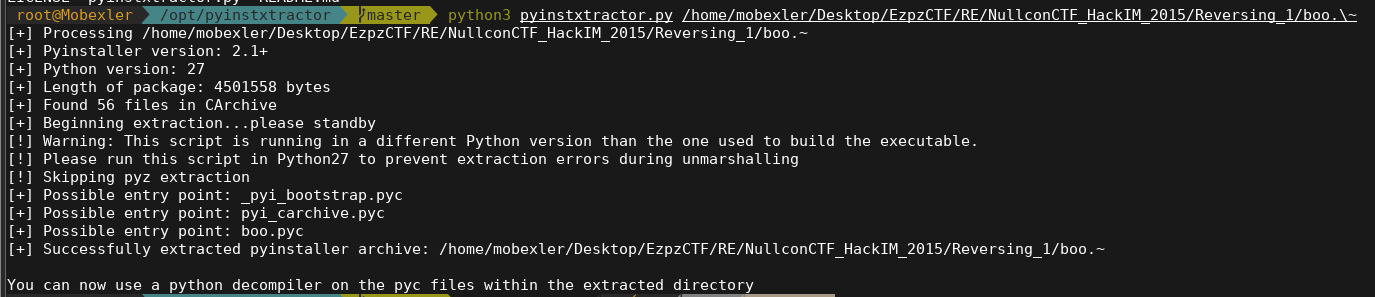 root@Mobexler /opt/pyinstxtractor master python3 pyinstxtractor.py /home/mobexler/Desktop/EzpzCTF/RE/NullconCTF_HackIM_2015/Reversing_1/boo.\~
[+] Processing /home/mobexler/Desktop/EzpzCTF/RE/NullconCTF_HackIM_2015/Reversing_1/boo.~
[+] Pyinstaller version: 2.1+
[+] Python version: 27
[+] Length of package: 4501558 bytes
[+] Found 56 files in CArchive
[+] Beginning extraction...please standby
[!] Warning: This script is running in a different Python version than the one used to build the executable.
[!] Please run this script in Python27 to prevent extraction errors during unmarshalling
[!] Skipping pyz extraction
[+] Possible entry point: _pyi_bootstrap.pyc
[+] Possible entry point: pyi_carchive.pyc
[+] Possible entry point: boo.pyc
[+] Successfully extracted pyinstaller archive: /home/mobexler/Desktop/EzpzCTF/RE/NullconCTF_HackIM_2015/Reversing_1/boo.~
You can now use a python decompiler on the pyc files within the extracted directory